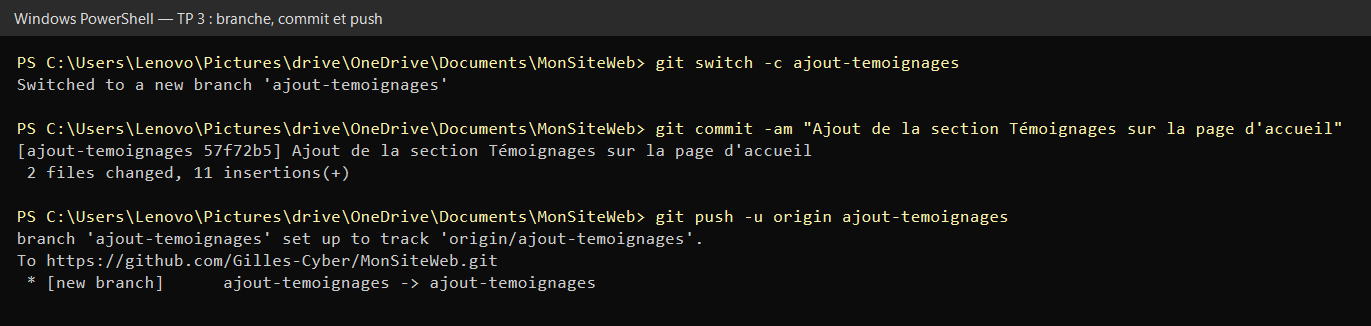 Windows PowerShell — TP 3 : branche, commit et push
PS C:\Users\Lenovo\Pictures\drive\OneDrive\Documents\MonSiteWeb> git switch -c ajout-temoignages
Switched to a new branch 'ajout-temoignages'
PS C:\Users\Lenovo\Pictures\drive\OneDrive\Documents\MonSiteWeb> git commit -am "Ajout de la section Témoignages sur la page d'accueil"
[ajout-temoignages 57f72b5] Ajout de la section Témoignages sur la page d'accueil
 2 files changed, 11 insertions(+)
PS C:\Users\Lenovo\Pictures\drive\OneDrive\Documents\MonSiteWeb> git push -u origin ajout-temoignages
branch 'ajout-temoignages' set up to track 'origin/ajout-temoignages'.
To https://github.com/Gilles-Cyber/MonSiteWeb.git
 * [new branch]      ajout-temoignages -> ajout-temoignages